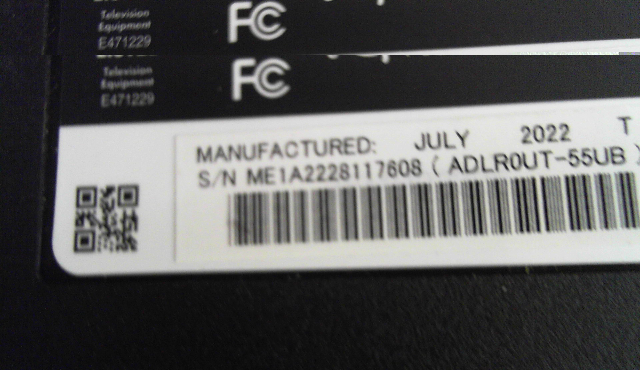 Television
Equipment
E471229
FC
Television
Equipment
E471229
FC
MANUFACTURED: JULY 2022 T
S/N ME1A2228117608 ( ADLR0UT-55UB )